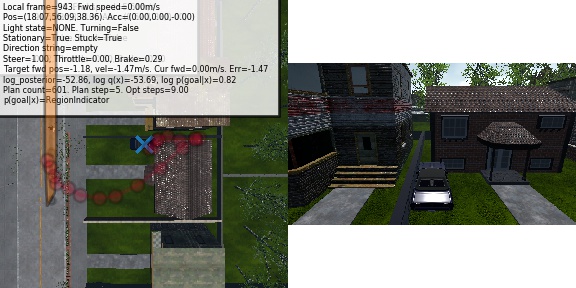 Local frame=943. Fwd speed=0.00m/s
Pos=(18.07,56.09,38.36). Acc=(0.00,0.00,-0.00)
Light state=NONE. Turning=False
Stationary=True. Stuck=True
Direction string=empty
Steer=1.00, Throttle=0.00, Brake=0.29
Target fwd pos=-1.18, vel=-1.47m/s. Cur fwd=0.00m/s. Err=-1.47
log_posterior=-52.86, log q(x)=-53.69, log p(goal|x)=0.82
Plan count=601. Plan step=5. Opt steps=9.00
p(goal|x)=RegionIndicator